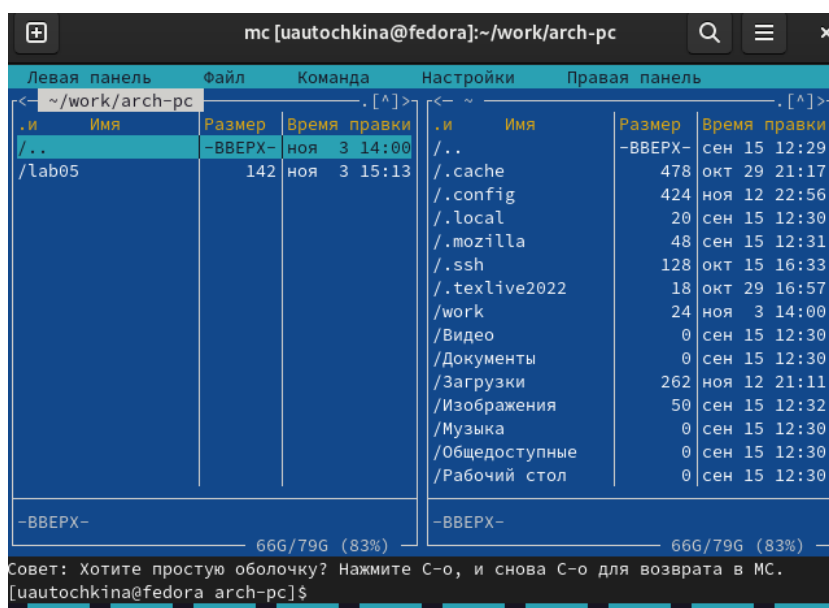 mc [uautochkina@fedora]:~/work/arch-pc
Левая панель Файл Команда Настройки Правая панель
<- ~/work/arch-pc .[^]> <- ~ .[^]>
.и Имя Размер Время правки .и Имя Размер Время правки
/.. -ВВЕРХ- ноя 3 14:00 /.. -ВВЕРХ- сен 15 12:29
/lab05 142 ноя 3 15:13 /.cache 478 окт 29 21:17
/.config 424 ноя 12 22:56
/.local 20 сен 15 12:30
/.mozilla 48 сен 15 12:31
/.ssh 128 окт 15 16:33
/.texlive2022 18 окт 29 16:57
/work 24 ноя 3 14:00
/Видео 0 сен 15 12:30
/Документы 0 сен 15 12:30
/Загрузки 262 ноя 12 21:11
/Изображения 50 сен 15 12:32
/Музыка 0 сен 15 12:30
/Общедоступные 0 сен 15 12:30
/Рабочий стол 0 сен 15 12:30
-ВВЕРХ- -ВВЕРХ-
66G/79G (83%) 66G/79G (83%)
Совет: Хотите простую оболочку? Нажмите C-o, и снова C-o для возврата в MC.
[uautochkina@fedora arch-pc]$